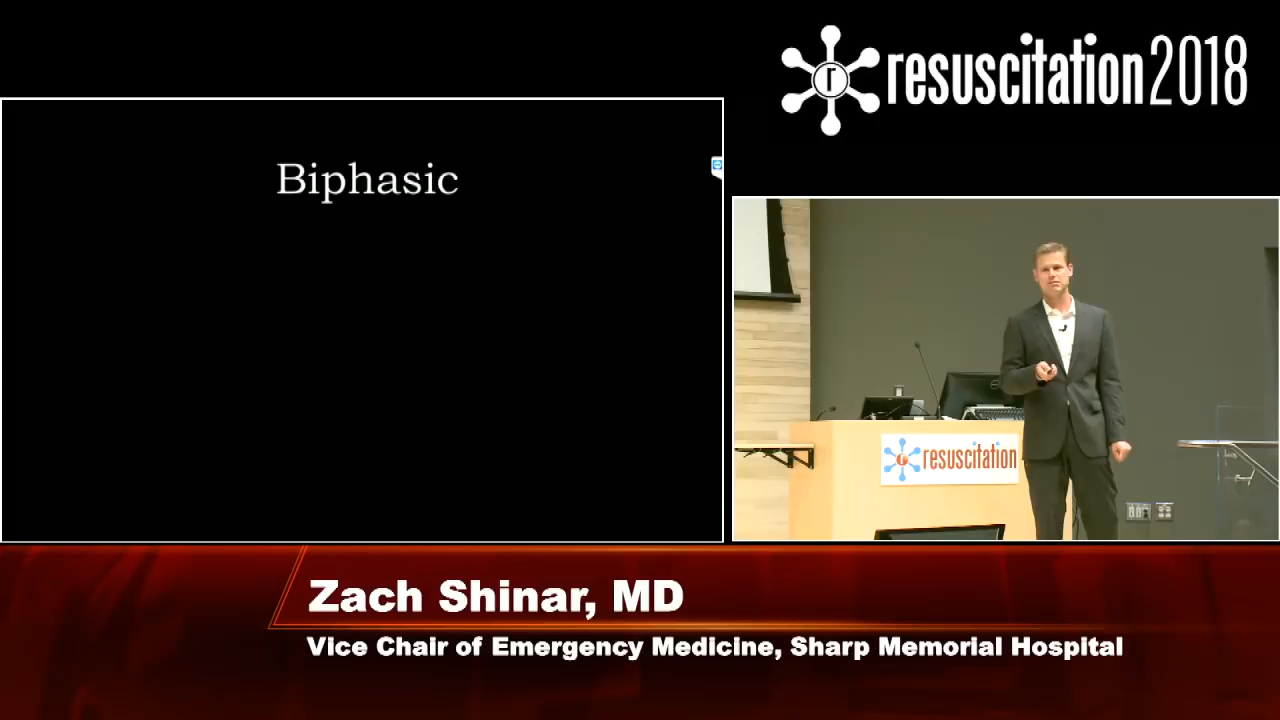 resuscitation2018
Biphasic
resuscitation
Zach Shinar, MD
Vice Chair of Emergency Medicine, Sharp Memorial Hospital